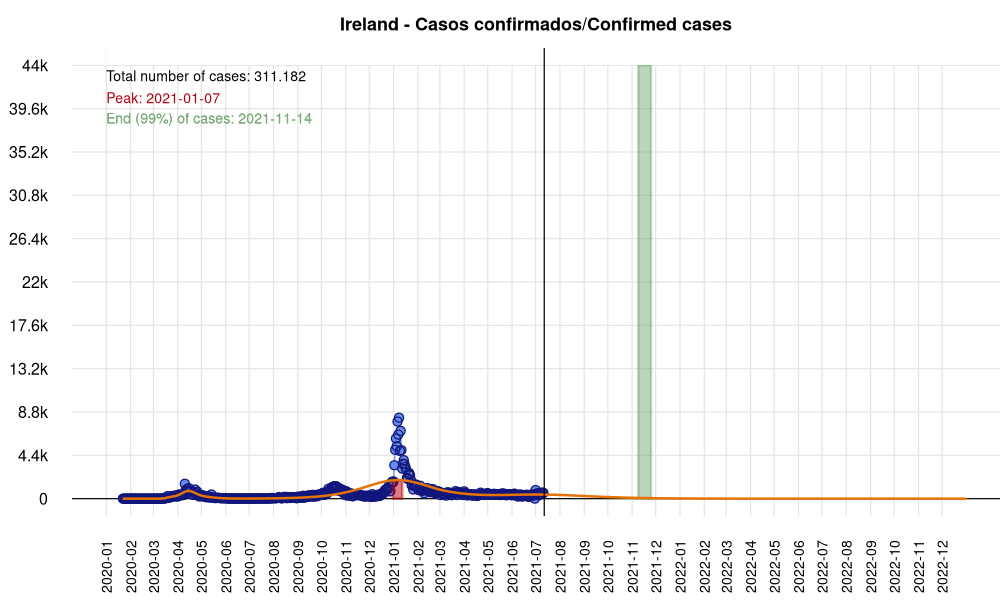 Ireland - Casos confirmados/Confirmed cases
44k
Total number of cases: 311.182
Peak: 2021-01-07
End (99%) of cases: 2021-11-14
39.6k
35.2k
30.8k
26.4k
22k
17.6k
13.2k
8.8k
4.4k
0
2020-01
2020-02
2020-03
2020-04
2020-05
2020-06
2020-07
2020-08
2020-09
2020-10
2020-11
2020-12
2021-01
2021-02
2021-03
2021-04
2021-05
2021-06
2021-07
2021-08
2021-09
2021-10
2021-11
2021-12
2022-01
2022-02
2022-03
2022-04
2022-05
2022-06
2022-07
2022-08
2022-09
2022-10
2022-11
2022-12